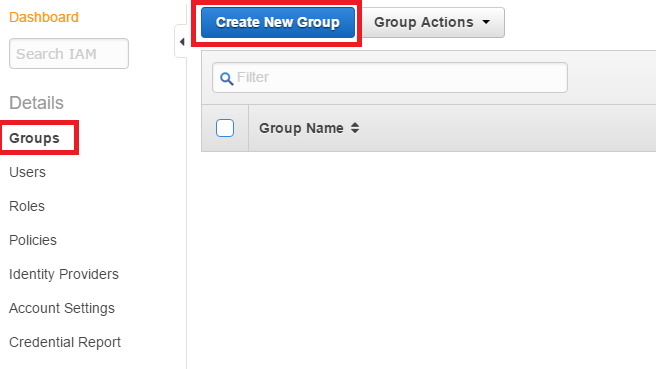 Dashboard
Search IAM
Details
Groups
Users
Roles
Policies
Identity Providers
Account Settings
Credential Report
Create New Group
Group Actions
Filter
Group Name